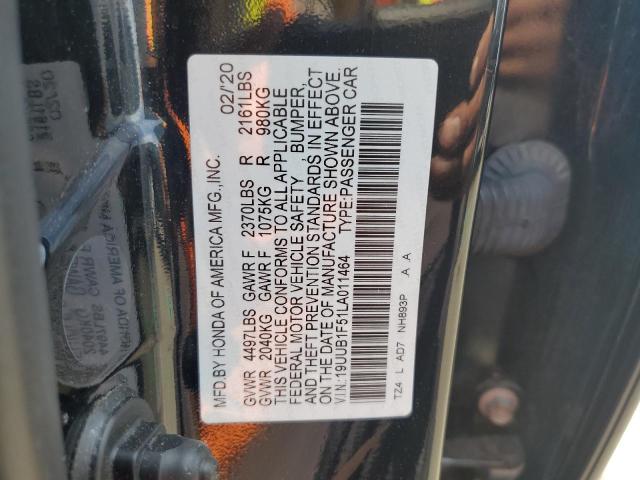 MFD.BY HONDA OF AMERICA MFG.,INC. 02/'20
GVWR 4497LBS GAWR F 2370LBS R 2161LBS
GVWR 2040KG GAWR F 1075KG R 980KG
THIS VEHICLE CONFORMS TO ALL APPLICABLE
FEDERAL MOTOR VEHICLE SAFETY, BUMPER,
AND THEFT PREVENTION STANDARDS IN EFFECT
ON THE DATE OF MANUFACTURE SHOWN ABOVE.
V.I.N.:19UUB1F51LA011464 TYPE:PASSENGER CAR
TZ4 L AD7 NH893P A .A